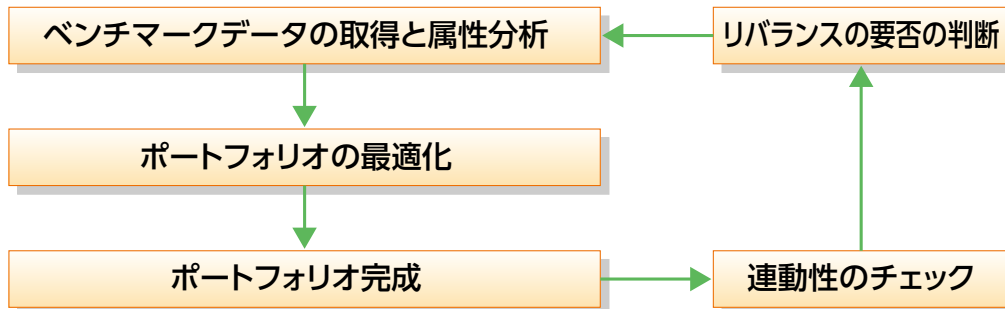 ベンチマークデータの取得と属性分析
リバランスの要否の判断
ポートフォリオの最適化
ポートフォリオ完成
連動性のチェック